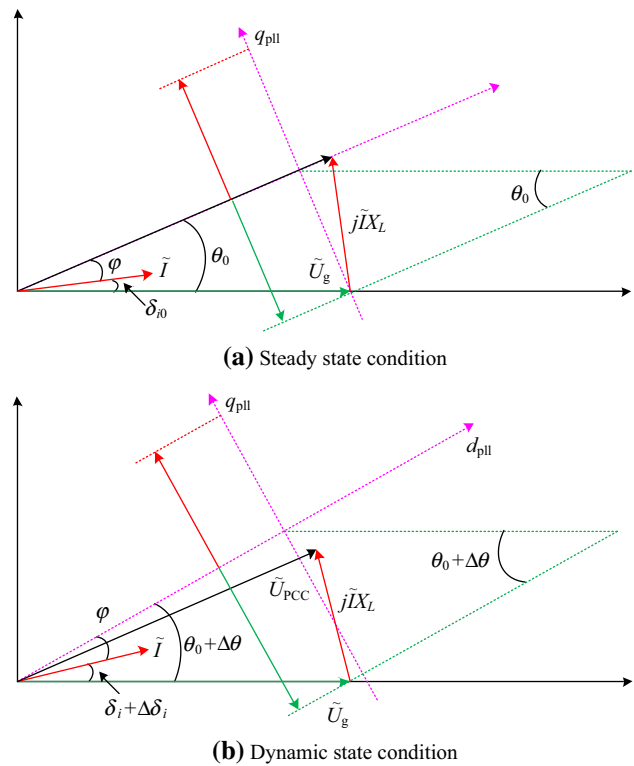 q_pll
θ_0
jĨX_L
φ
Ĩ
θ_0
Ũ_g
δ_i0
(a) Steady state condition
q_pll
d_pll
θ_0+Δθ
Ũ_PCC
jĨX_L
φ
Ĩ
θ_0+Δθ
δ_i+Δδ_i
Ũ_g
(b) Dynamic state condition